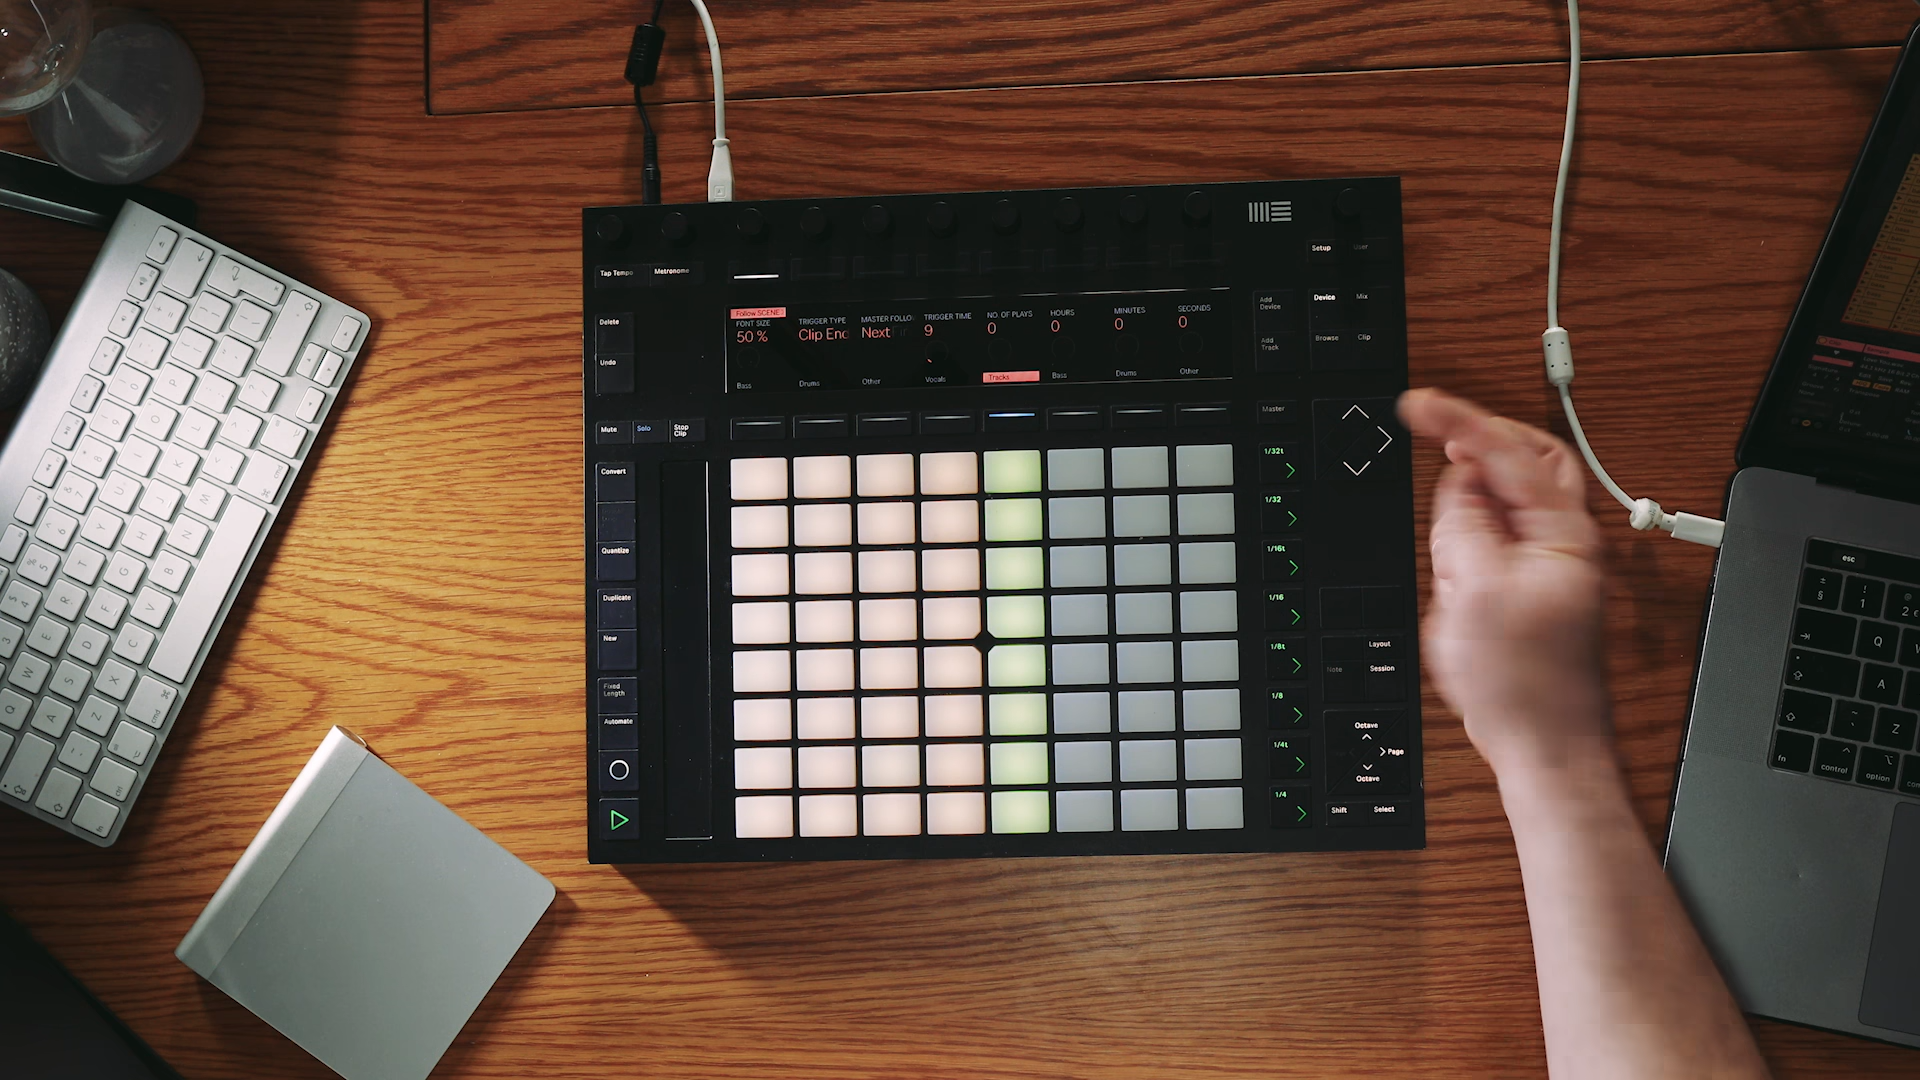 Setup
User
Tap Tempo
Metronome
Add
Device
Device
Mix
Follow SCENE
FONT SIZE
50 %
TRIGGER TYPE
Clip End
MASTER FOLLO
Next
TRIGGER TIME
9
NO. OF PLAYS
0
HOURS
0
MINUTES
0
SECONDS
0
Delete
Undo
Add
Track
Browse
Clip
Bass
Drums
Other
Vocals
Tracks
Bass
Drums
Other
Mute
Solo
Stop
Clip
Master
Convert
Quantize
Duplicate
New
Fixed
Length
Automate
1/32t
1/32
1/16t
1/16
1/8t
1/8
1/4t
1/4
Layout
Note
Session
Octave
Page
Octave
Shift
Select
esc
§
1
2
Q
A
Z
fn
control
option
P
O
I
U
Y
T
R
E
W
Q
L
K
J
H
G
F
D
S
A
M
N
B
V
C
X
Z